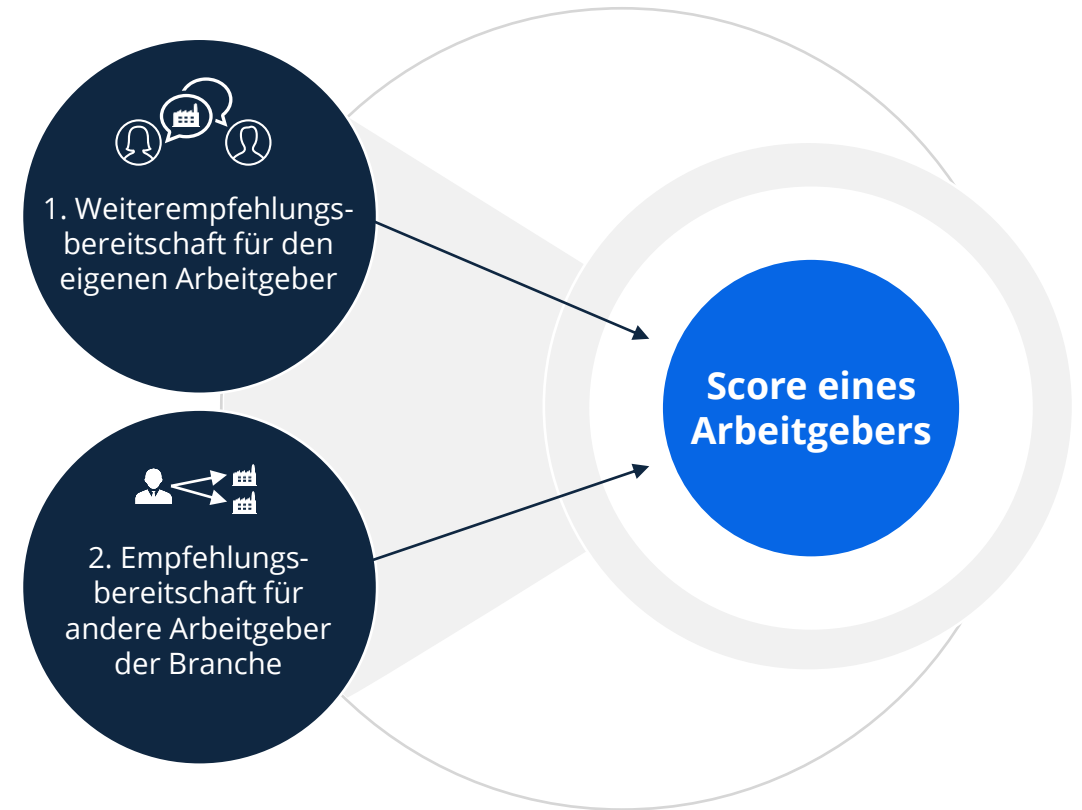 1. Weiterempfehlungs-
bereitschaft für den
eigenen Arbeitgeber
2. Empfehlungs-
bereitschaft für
andere Arbeitgeber
der Branche
Score eines
Arbeitgebers